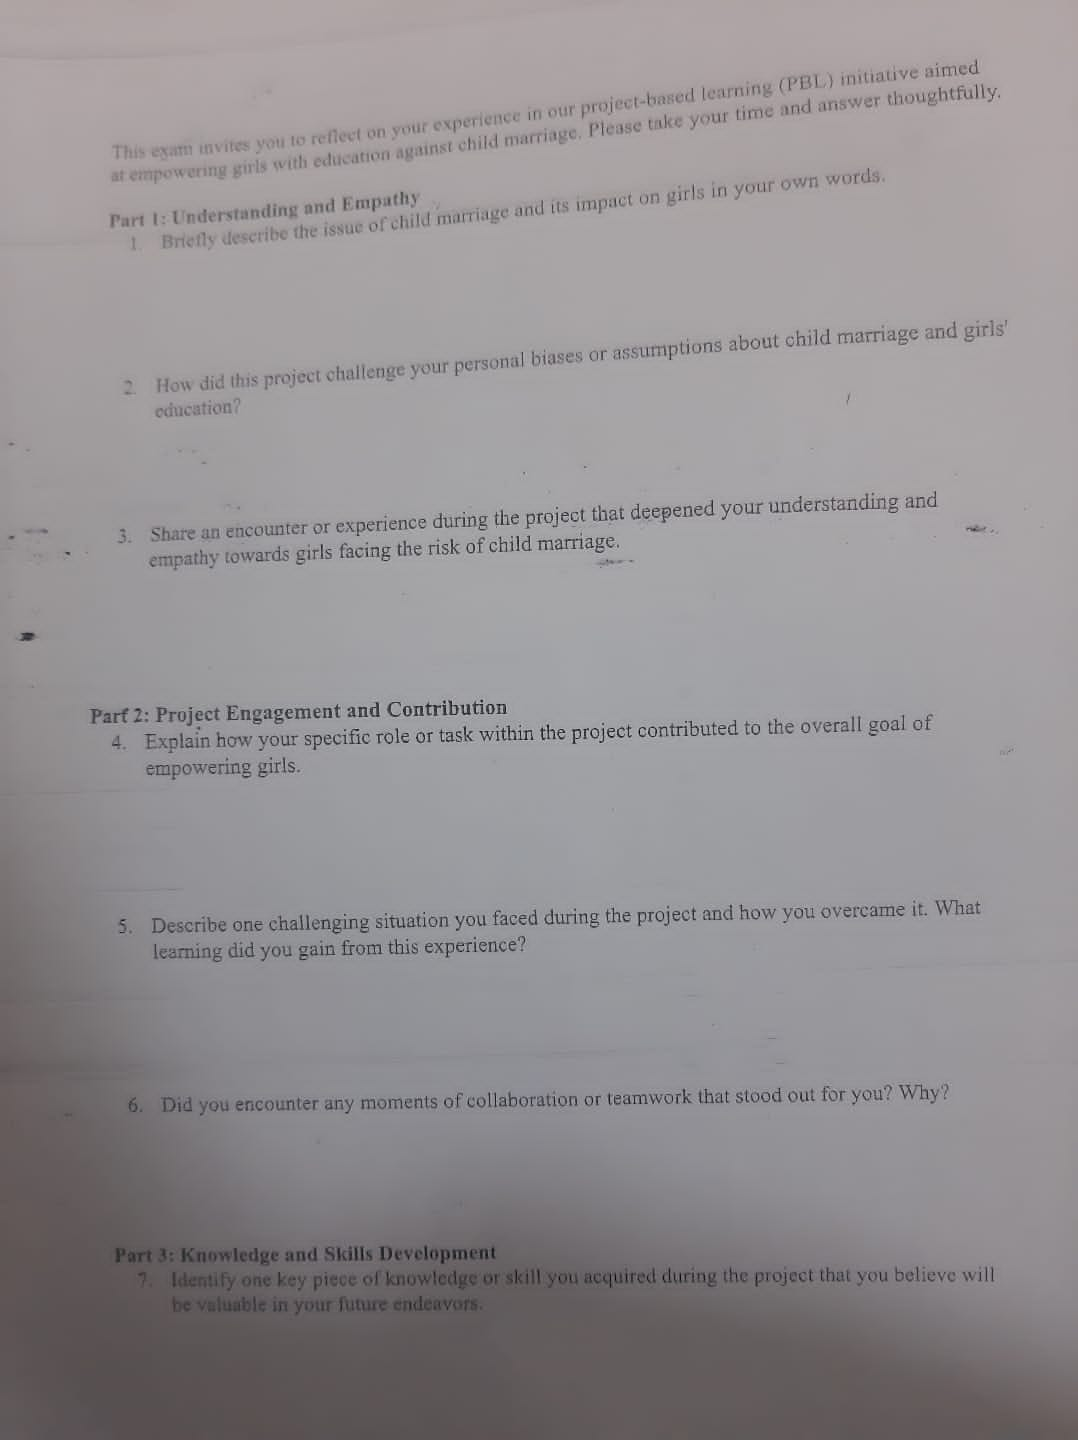 This exam invites you to reflect on your experience in our project-based learning (PBL) initiative aimed
at empowering girls with education against child marriage. Please take your time and answer thoughtfully.
Part 1: Understanding and Empathy
1. Briefly describe the issue of child marriage and its impact on girls in your own words.
2. How did this project challenge your personal biases or assumptions about child marriage and girls'
education?
3. Share an encounter or experience during the project that deepened your understanding and
empathy towards girls facing the risk of child marriage.
Part 2: Project Engagement and Contribution
4. Explain how your specific role or task within the project contributed to the overall goal of
empowering girls.
5. Describe one challenging situation you faced during the project and how you overcame it. What
learning did you gain from this experience?
6. Did you encounter any moments of collaboration or teamwork that stood out for you? Why?
Part 3: Knowledge and Skills Development
7. Identify one key piece of knowledge or skill you acquired during the project that you believe will
be valuable in your future endeavors.